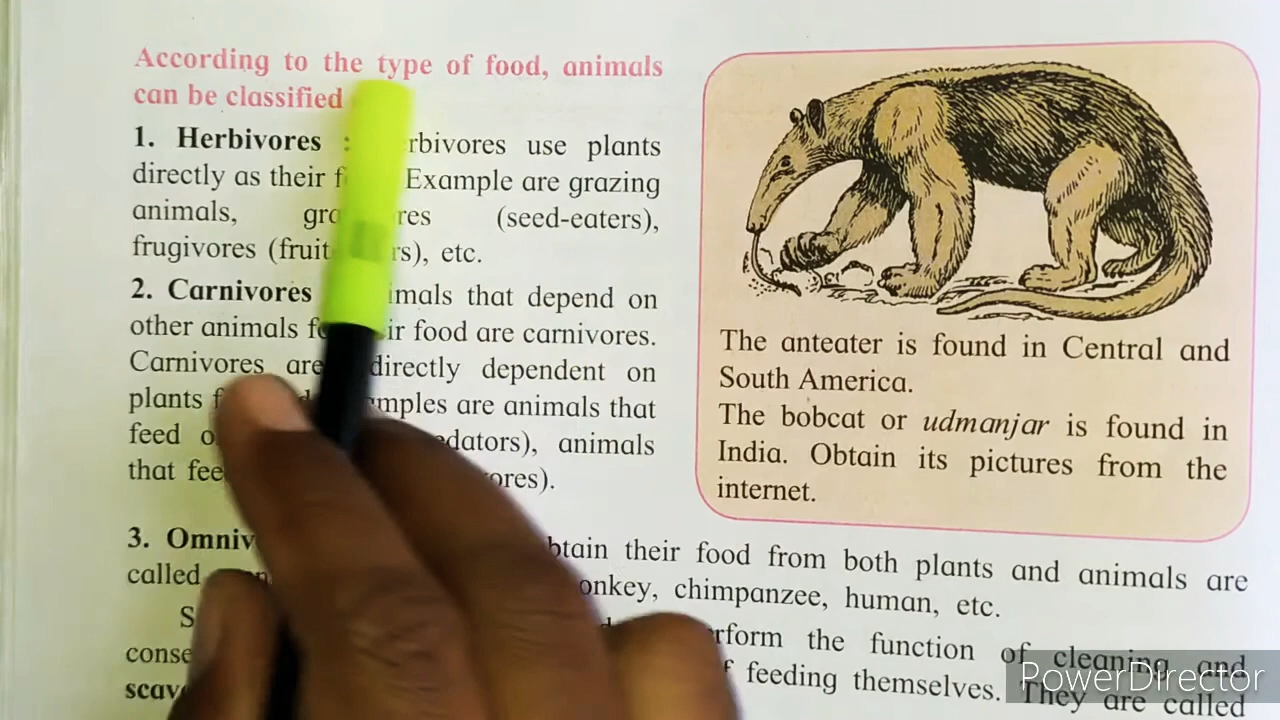 According to the type of food, animals
can be classified
1. Herbivores : rbivores use plants
directly as their f Example are grazing
animals, gra res (seed-eaters),
frugivores (fruit rs), etc.
2. Carnivores imals that depend on
other animals f ir food are carnivores.
Carnivores are directly dependent on
plants f d mples are animals that
feed o edators), animals
that fee ores).
3. Omniv btain their food from both plants and animals are
called onkey, chimpanzee, human, etc.
S rform the function of cleaning and
conse f feeding themselves. They are called
scav
The anteater is found in Central and
South America.
The bobcat or udmanjar is found in
India. Obtain its pictures from the
internet.
PowerDirector